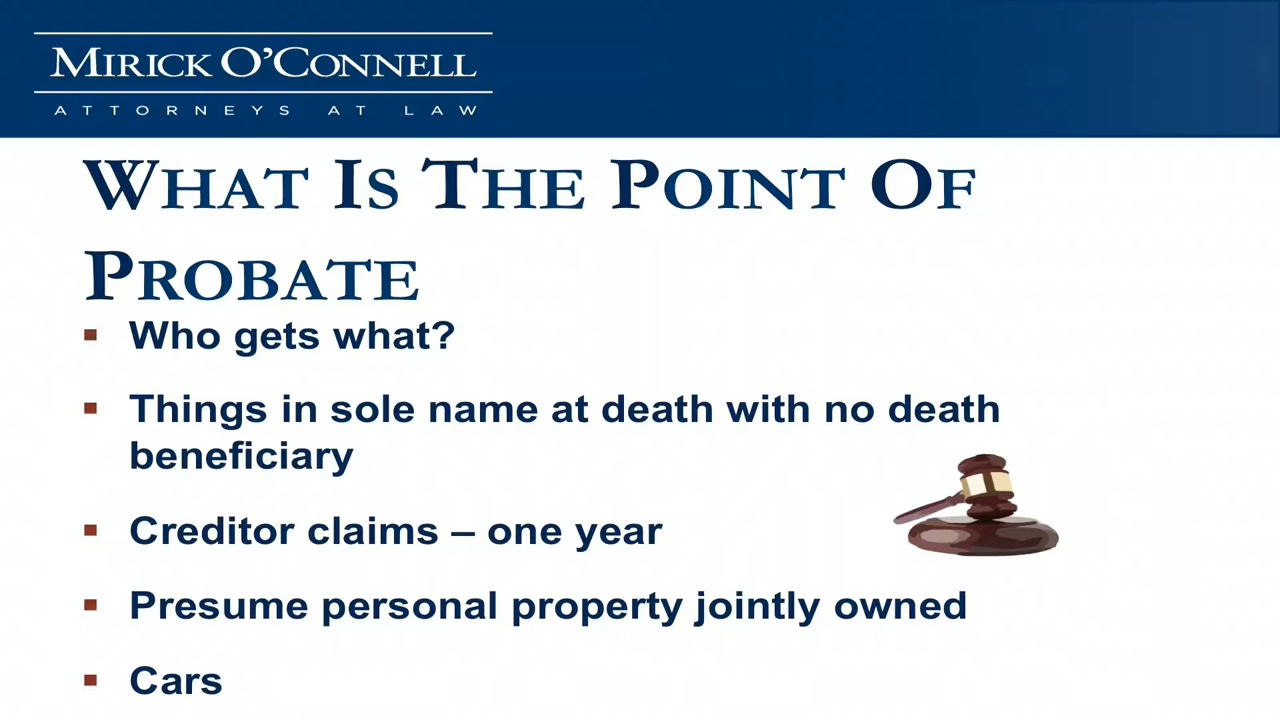 MIRICK O'CONNELL
ATTORNEYS AT LAW
WHAT IS THE POINT OF
PROBATE
▪ Who gets what?
▪ Things in sole name at death with no death
beneficiary
▪ Creditor claims – one year
▪ Presume personal property jointly owned
▪ Cars